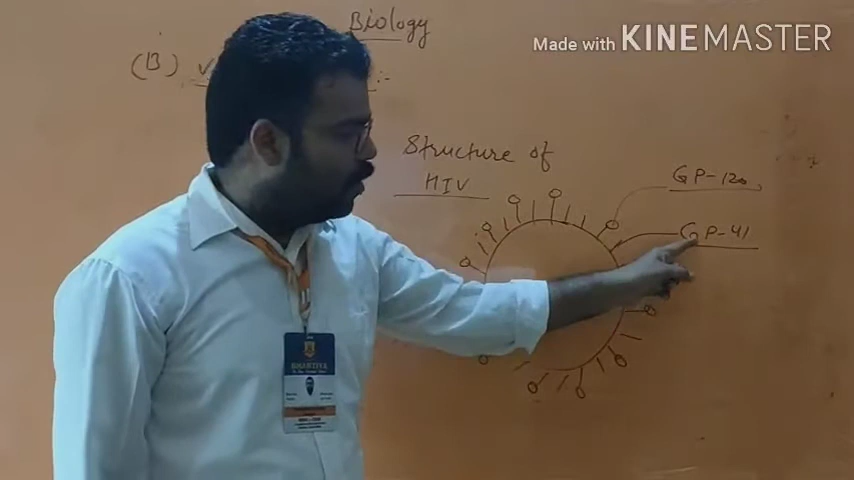 Biology
Made with KINEMASTER
(B)
Structure of
HIV
GP-120
GP-41